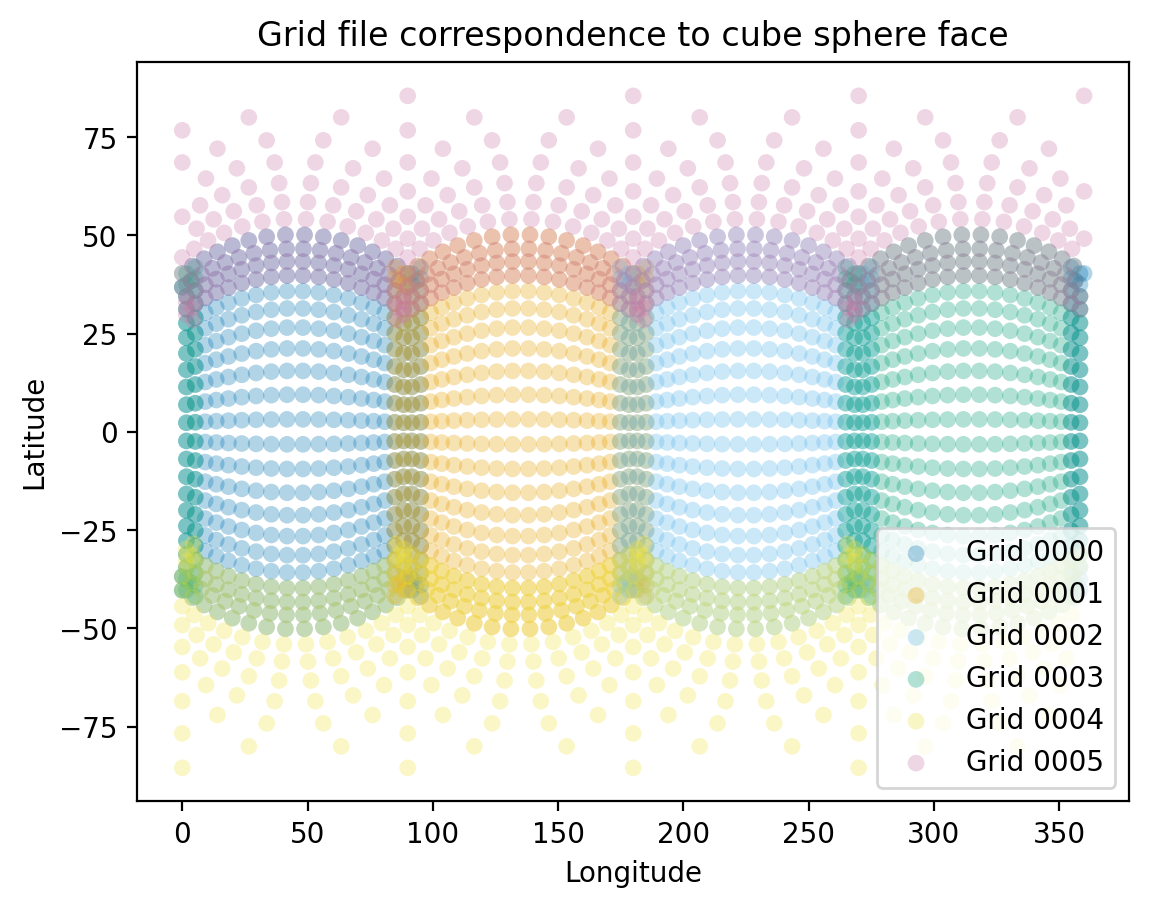 Grid file correspondence to cube sphere face
75
50
25
0
−25
−50
−75
Latitude
0
50
100
150
200
250
300
350
Longitude
Grid 0000
Grid 0001
Grid 0002
Grid 0003
Grid 0004
Grid 0005